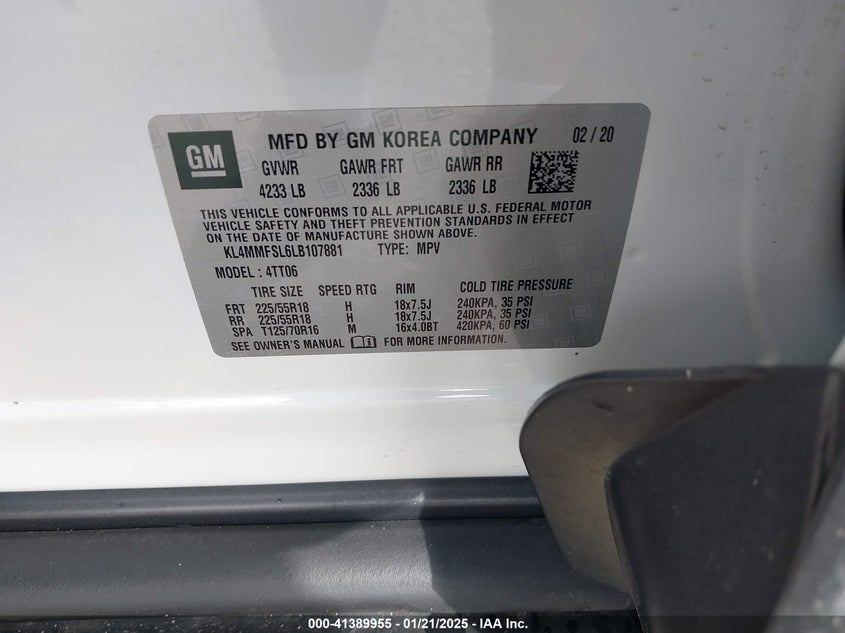 GM MFD BY GM KOREA COMPANY 02 / 20
GVWR GAWR FRT GAWR RR
4233 LB 2336 LB 2336 LB
THIS VEHICLE CONFORMS TO ALL APPLICABLE U.S. FEDERAL MOTOR
VEHICLE SAFETY AND THEFT PREVENTION STANDARDS IN EFFECT
ON THE DATE OF MANUFACTURE SHOWN ABOVE.
KL4MMFSL6LB107881 TYPE: MPV
MODEL : 4TT06
TIRE SIZE SPEED RTG RIM COLD TIRE PRESSURE
FRT 225/55R18 H 18x7.5J 240KPA, 35 PSI
RR 225/55R18 H 18x7.5J 240KPA, 35 PSI
SPA T125/70R16 M 16x4.0BT 420KPA, 60 PSI
SEE OWNER'S MANUAL FOR MORE INFORMATION.
000-41389955 - 01/21/2025 - IAA Inc.